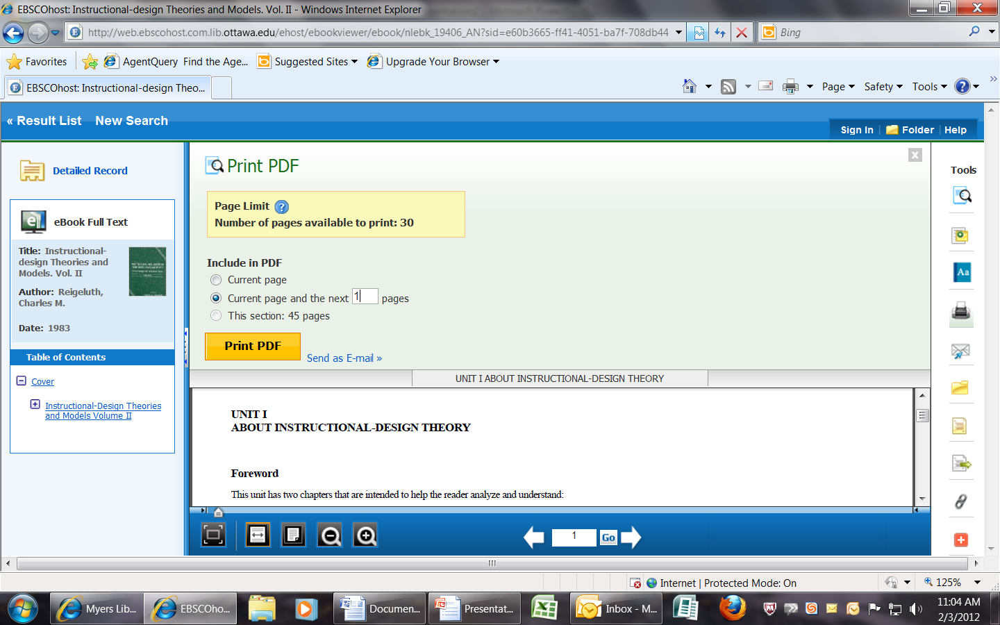 EBSCOhost: Instructional-design Theories and Models. Vol. II - Windows Internet Explorer
http://web.ebscohost.com.lib.ottawa.edu/ehost/ebookviewer/ebook/nlebk_19406_AN?sid=e60b3665-ff41-4051-ba7f-708db44
Bing
Favorites
AgentQuery Find the Age...
Suggested Sites
Upgrade Your Browser
EBSCOhost: Instructional-design Theo...
Page
Safety
Tools
« Result List
New Search
Sign In
Folder
Help
Detailed Record
eBook Full Text
Title: Instructional-
design Theories and
Models. Vol. II
Author: Reigeluth,
Charles M.
Date: 1983
Table of Contents
Cover
Instructional-Design Theories
and Models Volume II
Print PDF
Page Limit
Number of pages available to print: 30
Include in PDF
Current page
Current page and the next 1 pages
This section: 45 pages
Print PDF
Send as E-mail »
UNIT I ABOUT INSTRUCTIONAL-DESIGN THEORY
UNIT I
ABOUT INSTRUCTIONAL-DESIGN THEORY
Foreword
This unit has two chapters that are intended to help the reader analyze and understand:
1
Go
Tools
Aa
Internet | Protected Mode: On
125%
Myers Lib...
EBSCOho...
Documen...
Presentat...
Inbox - M...
11:04 AM
2/3/2012